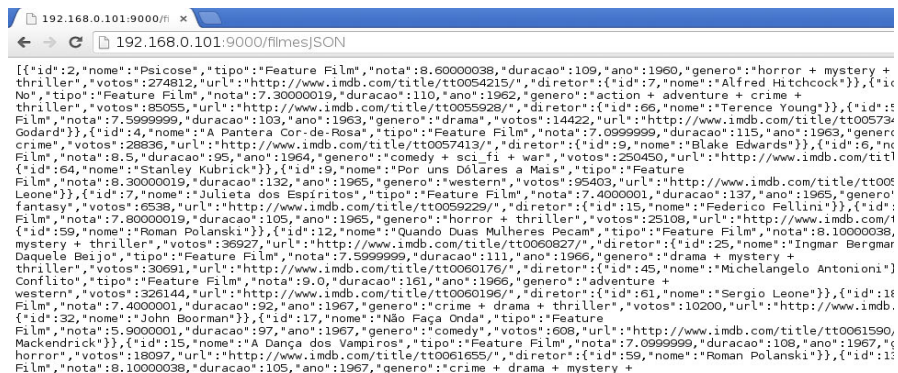 192.168.0.101:9000/fi
192.168.0.101:9000/filmesJSON
[{"id":2,"nome":"Psicose","tipo":"Feature Film","nota":8.60000038,"duracao":109,"ano":1960,"genero":"horror + mystery +
thriller","votos":274812,"url":"http://www.imdb.com/title/tt0054215/","diretor":{"id":7,"nome":"Alfred Hitchcock"}},{"ic
No","tipo":"Feature Film","nota":7.30000019,"duracao":110,"ano":1962,"genero":"action + adventure + crime +
thriller","votos":85055,"url":"http://www.imdb.com/title/tt0055928/","diretor":{"id":66,"nome":"Terence Young"}},{"id":5
Film","nota":7.5999999,"duracao":103,"ano":1963,"genero":"drama","votos":14422,"url":"http://www.imdb.com/title/tt005734
Godard"}},{"id":4,"nome":"A Pantera Cor-de-Rosa","tipo":"Feature Film","nota":7.0999999,"duracao":115,"ano":1963,"genero
crime","votos":28836,"url":"http://www.imdb.com/title/tt0057413/","diretor":{"id":9,"nome":"Blake Edwards"}},{"id":6,"no
Film","nota":8.5,"duracao":95,"ano":1964,"genero":"comedy + sci_fi + war","votos":250450,"url":"http://www.imdb.com/titl
{"id":64,"nome":"Stanley Kubrick"}},{"id":9,"nome":"Por uns Dólares a Mais","tipo":"Feature
Film","nota":8.30000019,"duracao":132,"ano":1965,"genero":"western","votos":95403,"url":"http://www.imdb.com/title/tt005
Leone"}},{"id":7,"nome":"Julieta dos Espíritos","tipo":"Feature Film","nota":7.4000001,"duracao":137,"ano":1965,"genero"
fantasy","votos":6538,"url":"http://www.imdb.com/title/tt0059229/","diretor":{"id":15,"nome":"Federico Fellini"}},{"id":
Film","nota":7.80000019,"duracao":105,"ano":1965,"genero":"horror + thriller","votos":25108,"url":"http://www.imdb.com/t
{"id":59,"nome":"Roman Polanski"}},{"id":12,"nome":"Quando Duas Mulheres Pecam","tipo":"Feature Film","nota":8.10000038,
mystery + thriller","votos":36927,"url":"http://www.imdb.com/title/tt0060827/","diretor":{"id":25,"nome":"Ingmar Bergman
Daquele Beijo","tipo":"Feature Film","nota":7.5999999,"duracao":111,"ano":1966,"genero":"drama + mystery +
thriller","votos":30691,"url":"http://www.imdb.com/title/tt0060176/","diretor":{"id":45,"nome":"Michelangelo Antonioni"}
Conflito","tipo":"Feature Film","nota":9.0,"duracao":161,"ano":1966,"genero":"adventure +
western","votos":326144,"url":"http://www.imdb.com/title/tt0060196/","diretor":{"id":61,"nome":"Sergio Leone"}},{"id":18
Film","nota":7.4000001,"duracao":92,"ano":1967,"genero":"crime + drama + thriller","votos":10200,"url":"http://www.imdb.
{"id":32,"nome":"John Boorman"}},{"id":17,"nome":"Não Faça Onda","tipo":"Feature
Film","nota":5.9000001,"duracao":97,"ano":1967,"genero":"comedy","votos":608,"url":"http://www.imdb.com/title/tt0061590/
Mackendrick"}},{"id":15,"nome":"A Dança dos Vampiros","tipo":"Feature Film","nota":7.0999999,"duracao":108,"ano":1967,"g
horror","votos":18097,"url":"http://www.imdb.com/title/tt0061655/","diretor":{"id":59,"nome":"Roman Polanski"}},{"id":13
Film","nota":8.10000038,"duracao":105,"ano":1967,"genero":"crime + drama + mystery +